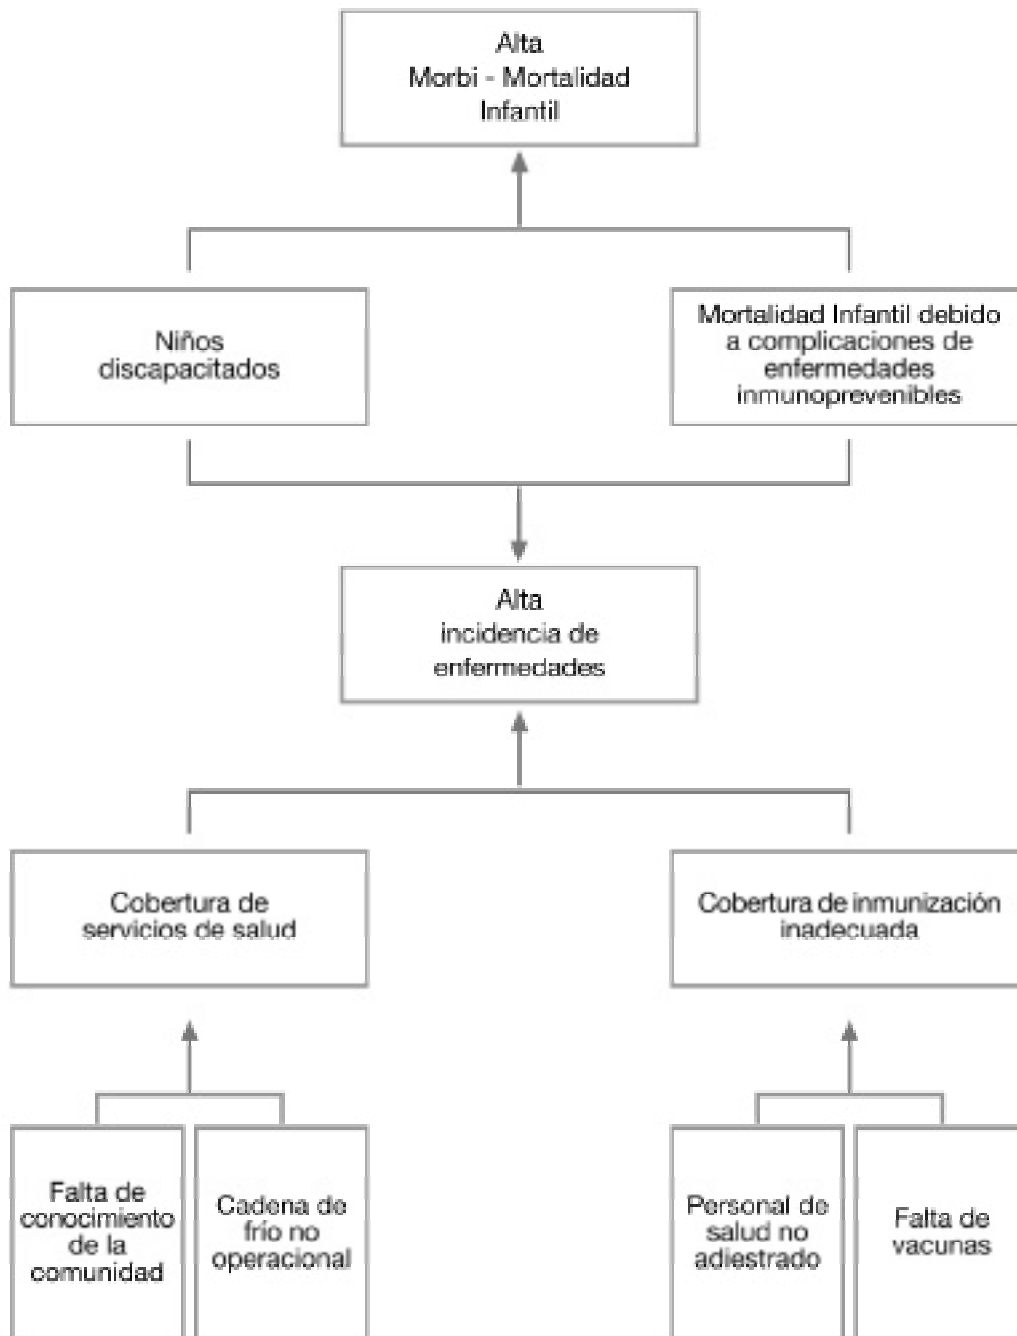 Alta
Morbi - Mortalidad
Infantil
Niños
discapacitados
Mortalidad Infantil debido
a complicaciones de
enfermedades
inmunoprevenibles
Alta
incidencia de
enfermedades
Cobertura de
servicios de salud
Cobertura de inmunización
inadecuada
Falta de
conocimiento
de la
comunidad
Cadena de
frío no
operacional
Personal de
salud no
adiestrado
Falta de
vacunas